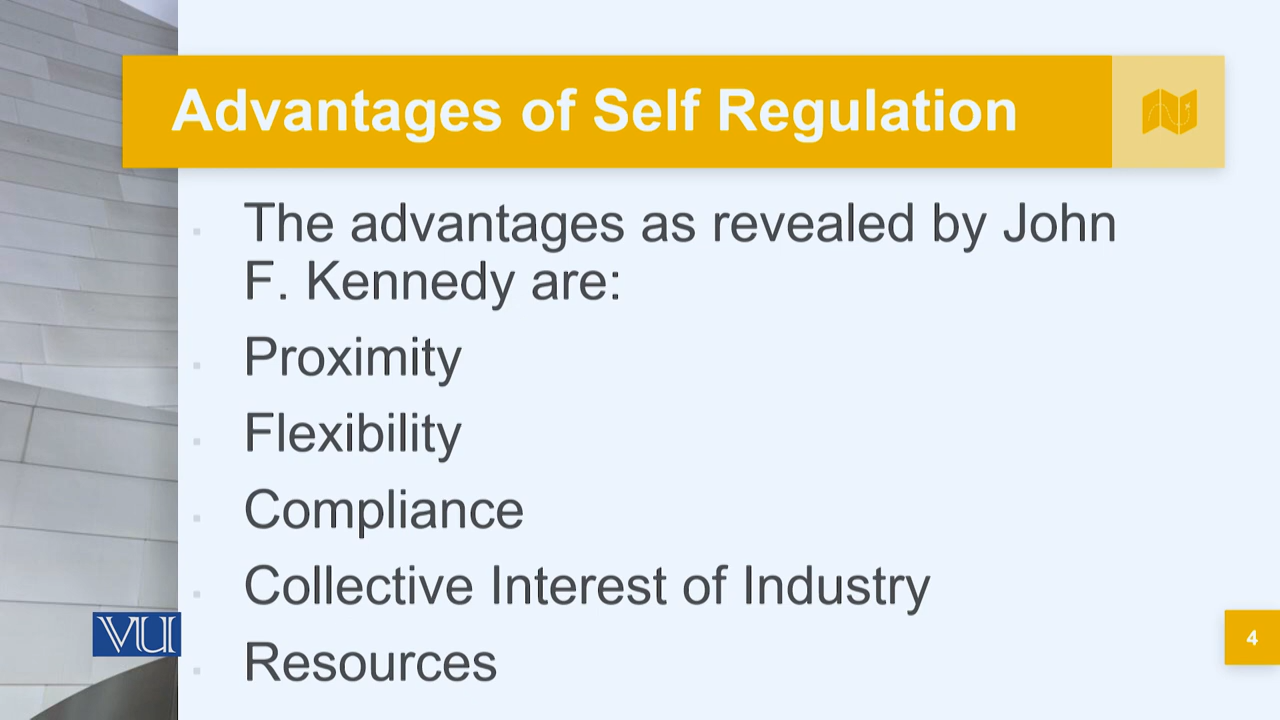 Advantages of Self Regulation
The advantages as revealed by John
F. Kennedy are:
Proximity
Flexibility
Compliance
Collective Interest of Industry
Resources
VU
4